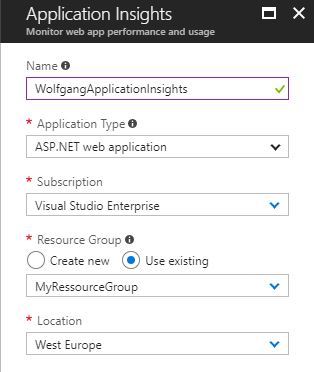 Application Insights
Monitor web app performance and usage
Name
WolfgangApplicationInsights
* Application Type
ASP.NET web application
* Subscription
Visual Studio Enterprise
* Resource Group
Create new Use existing
MyRessourceGroup
* Location
West Europe